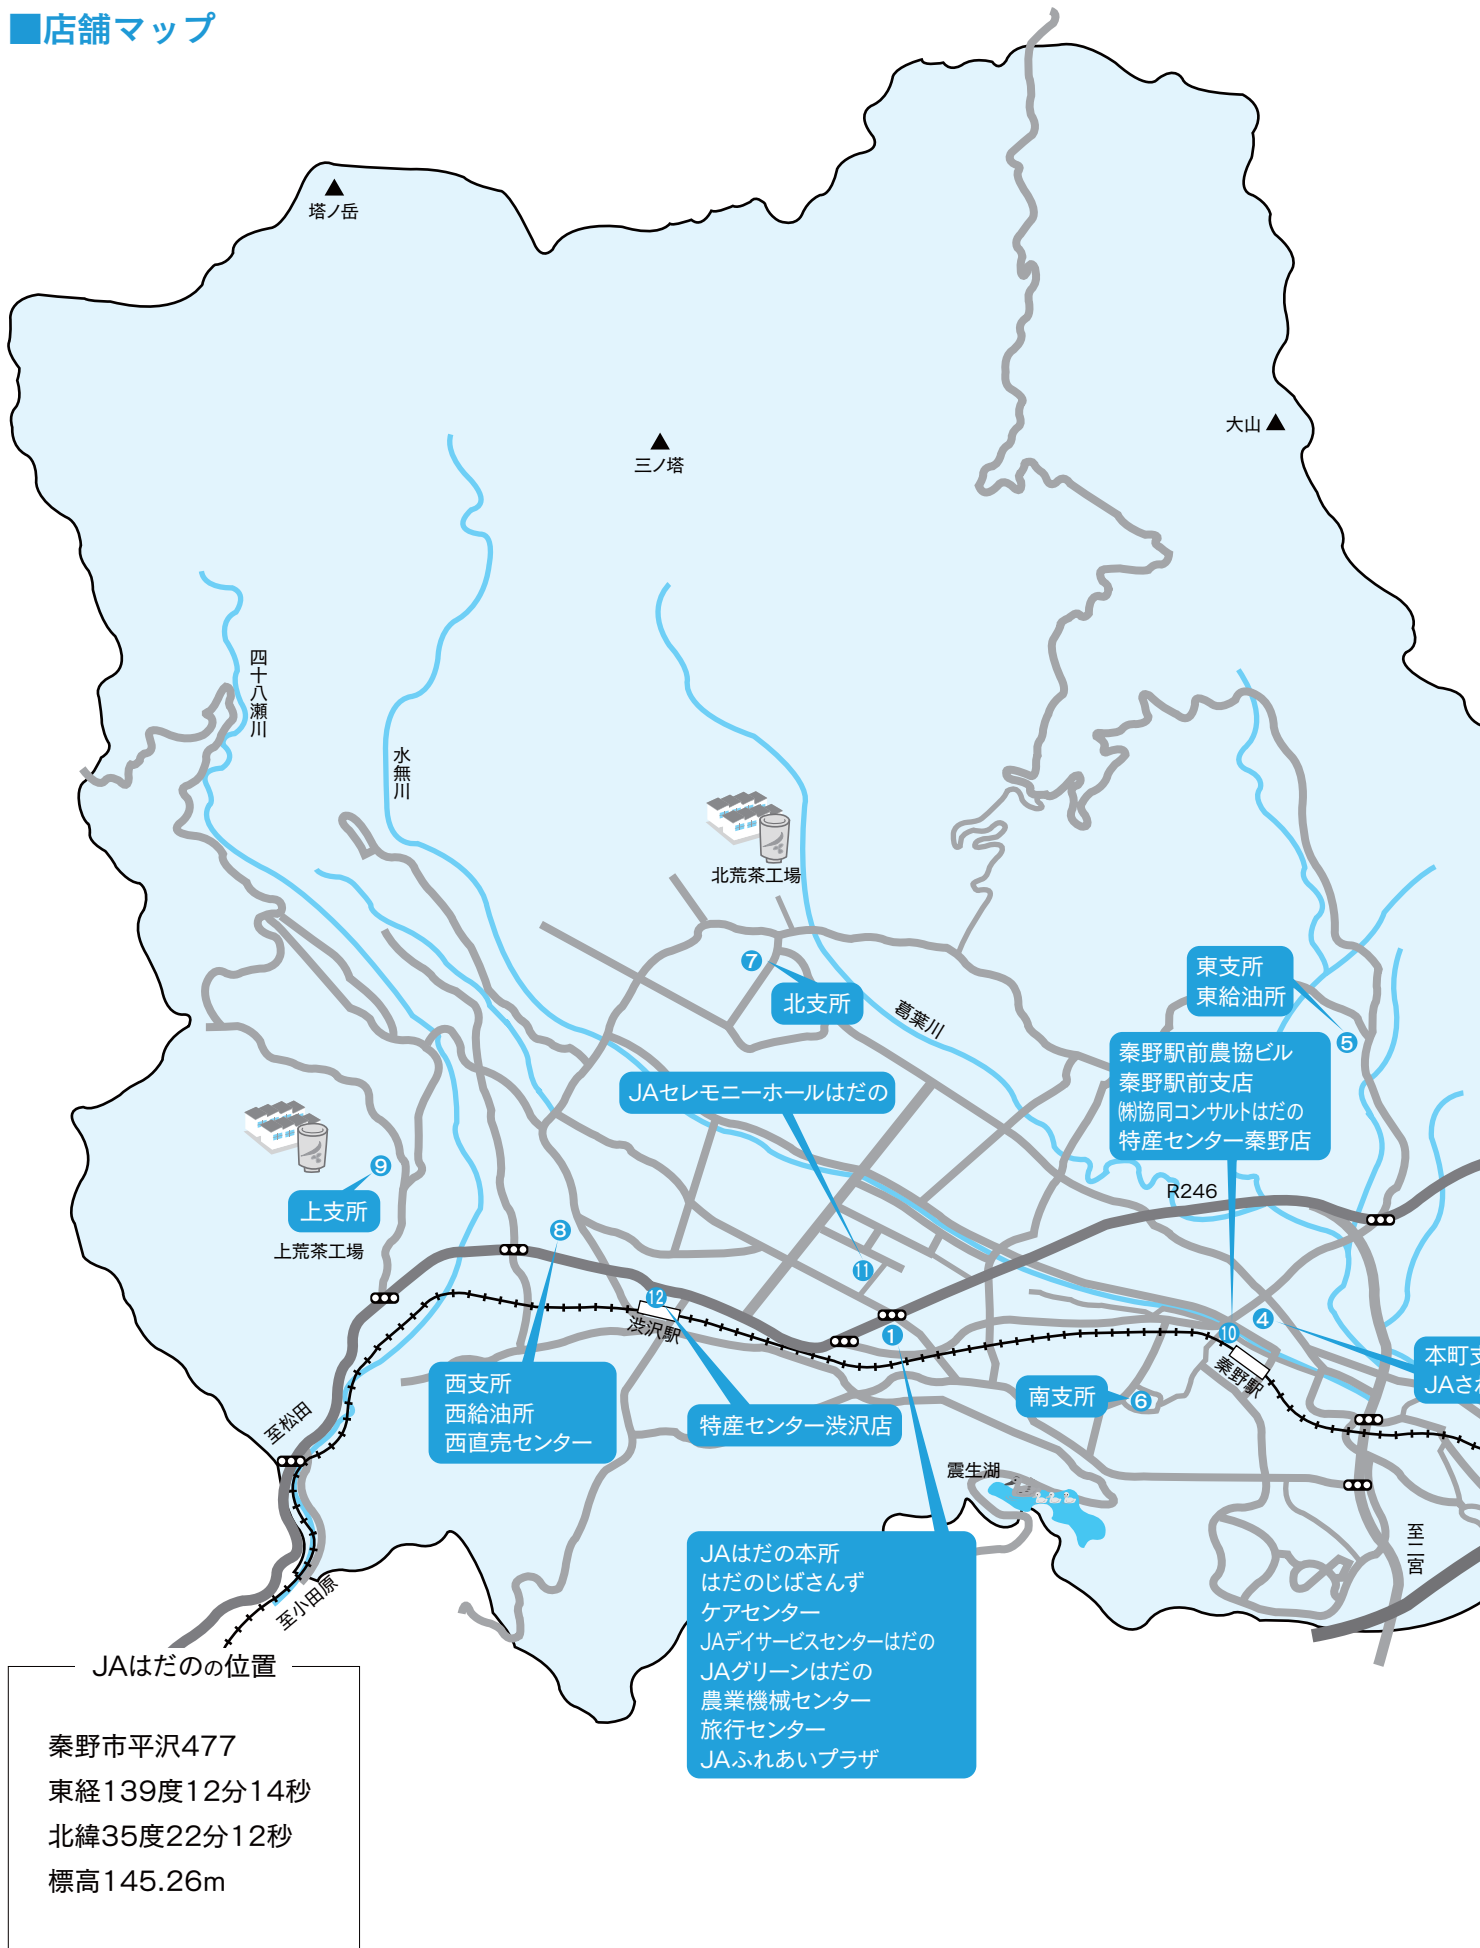 ■店舗マップ
塔ノ岳
大山
三ノ塔
四十八瀬川
水無川
北荒茶工場
⑦
北支所
葛葉川
東支所
東給油所
⑤
秦野駅前農協ビル
秦野駅前支店
㈱協同コンサルトはだの
特産センター秦野店
JAセレモニーホールはだの
⑨
上支所
上荒茶工場
R246
⑧
⑪
⑫
渋沢駅
①
⑩
④
秦野駅
本町支
JAさ
西支所
西給油所
西直売センター
特産センター渋沢店
南支所
⑥
至松田
震生湖
至二宮
至小田原
JAはだの本所
はだのじばさんず
ケアセンター
JAデイサービスセンターはだの
JAグリーンはだの
農業機械センター
旅行センター
JAふれあいプラザ
JAはだのの位置
秦野市平沢477
東経139度12分14秒
北緯35度22分12秒
標高145.26m